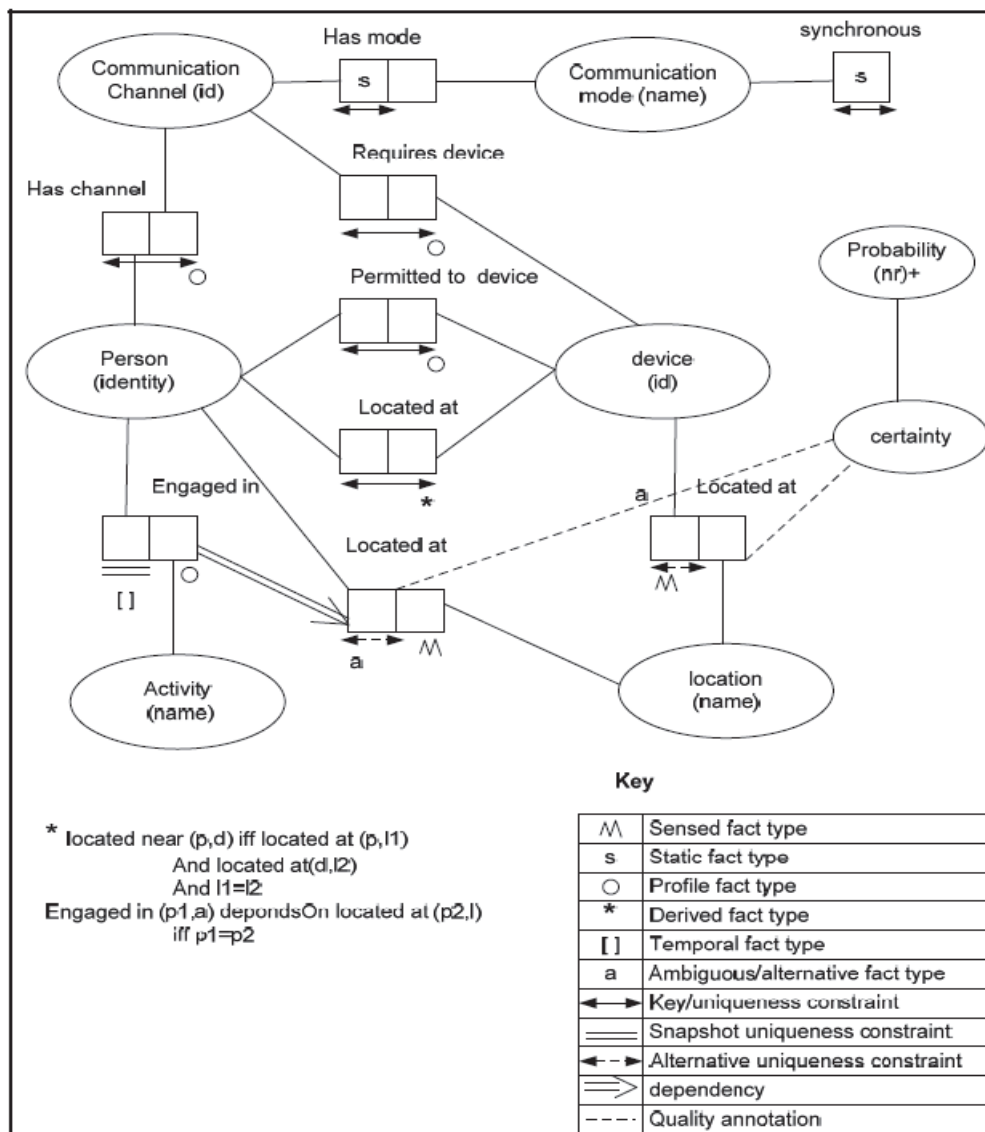 Has mode
synchronous
Communication
Channel (id)
s
Communication
mode (name)
s
Requires device
Has channel
Probability
(nr)+
Permitted to device
Person
(identity)
device
(id)
Located at
certainty
Engaged in
a
Located at
Located at
[ ]
a
Activity
(name)
location
(name)
*
Key
* located near (p,d) iff located at (p,l1)
And located at(d,l2)
And l1=l2
Engaged in (p1,a) depondsOn located at (p2,l)
iff p1=p2
Sensed fact type
s Static fact type
Profile fact type
* Derived fact type
[ ] Temporal fact type
a Ambiguous/alternative fact type
Key/uniqueness constraint
Snapshot uniqueness constraint
Alternative uniqueness constraint
dependency
Quality annotation